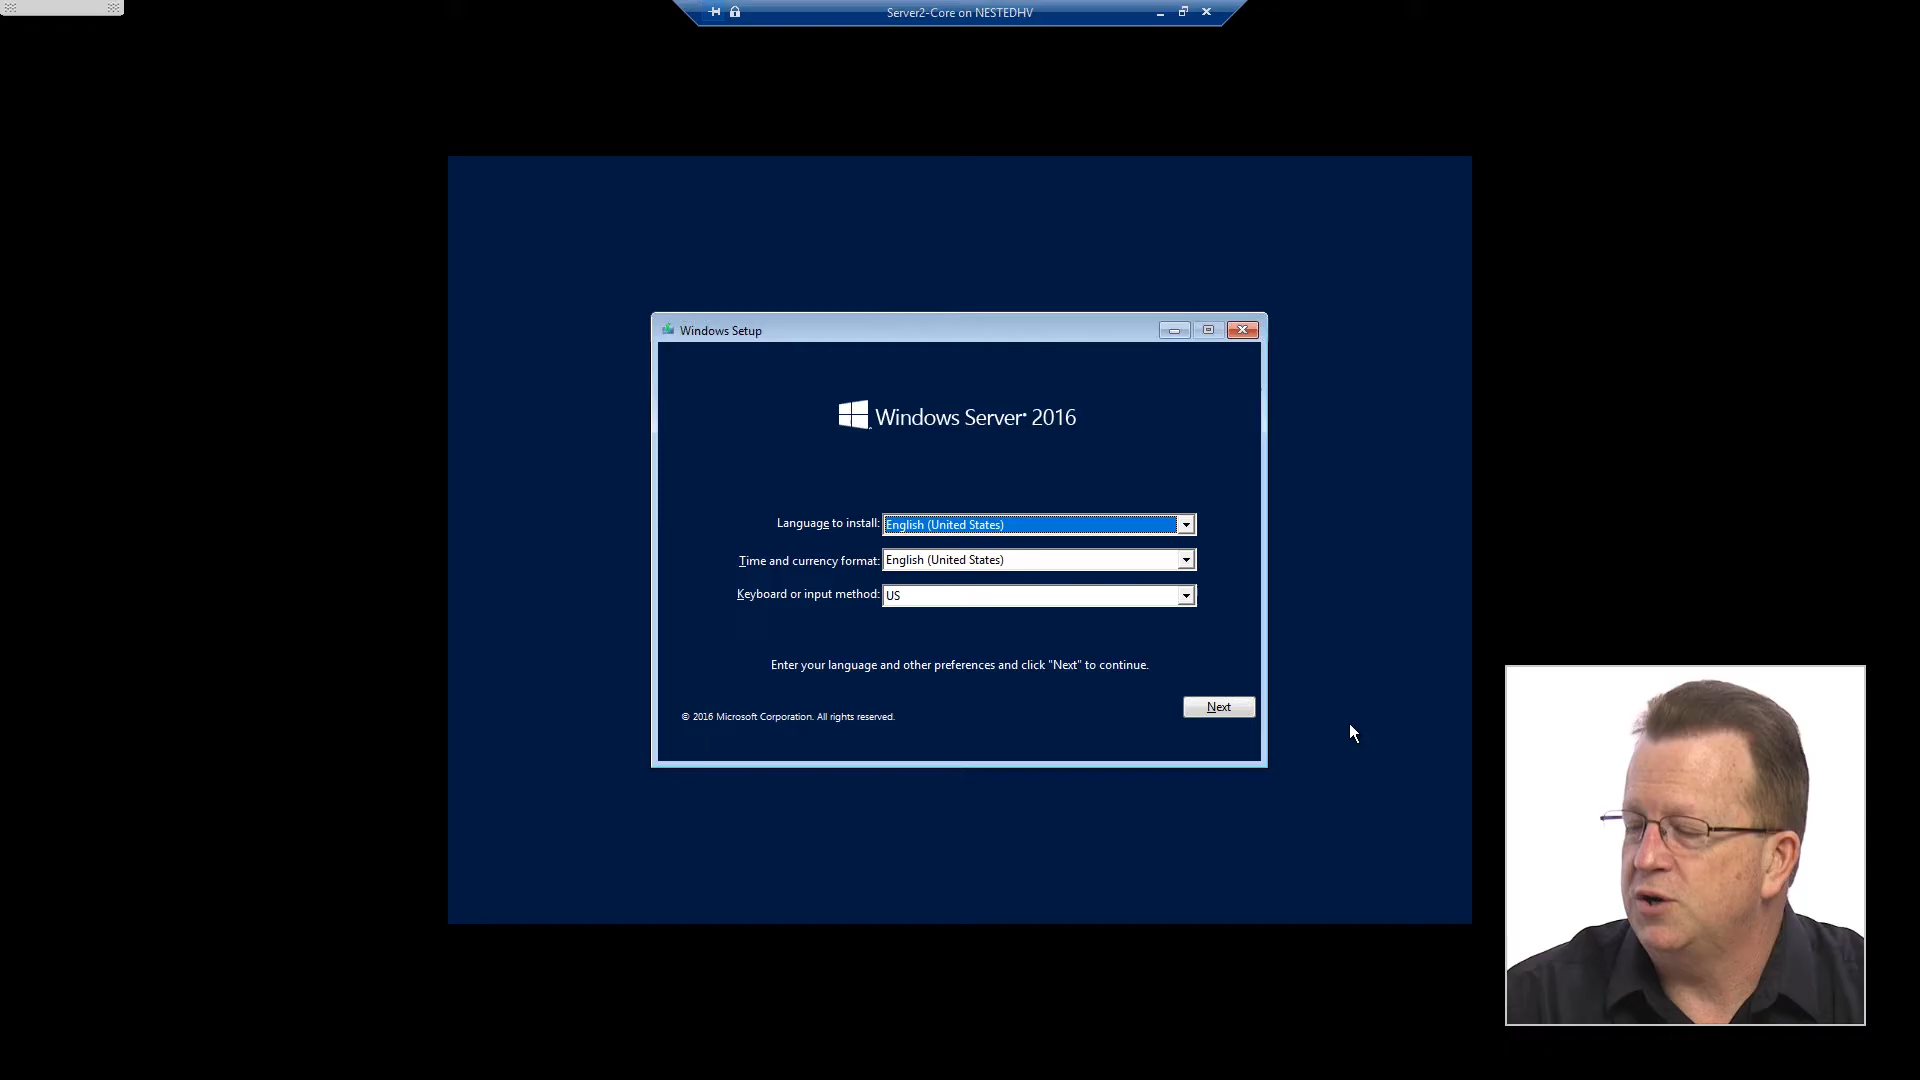 Server2-Core on NESTEDHV
Windows Setup
Windows Server® 2016
Language to install: English (United States)
Time and currency format: English (United States)
Keyboard or input method: US
Enter your language and other preferences and click "Next" to continue.
Next
© 2016 Microsoft Corporation. All rights reserved.